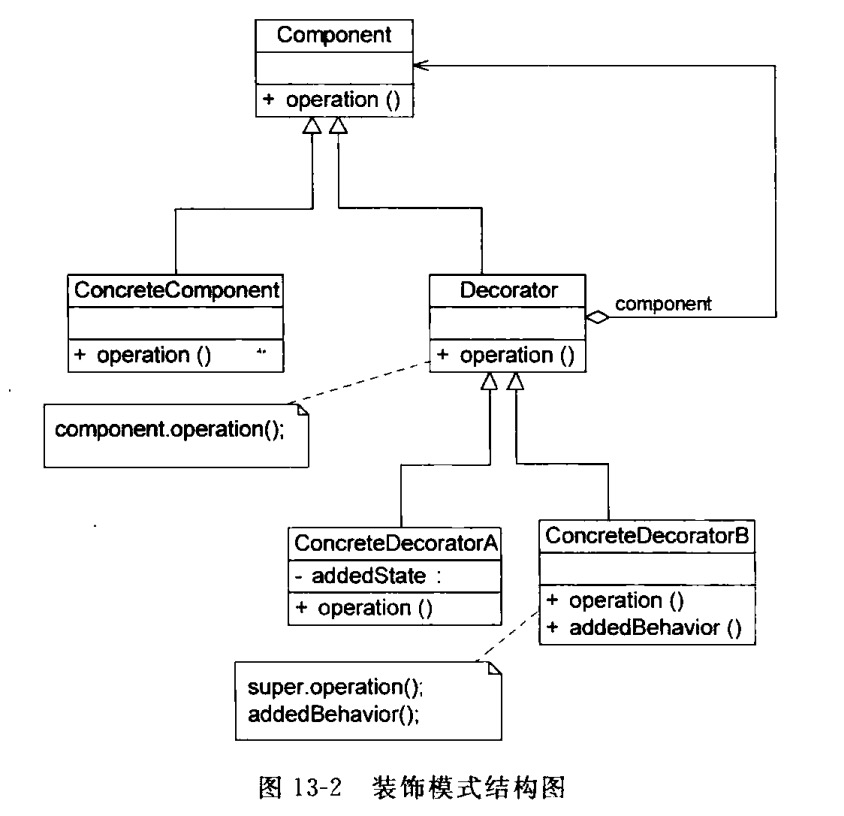 Component
+ operation ()
ConcreteComponent
+ operation ()
Decorator
+ operation ()
component
component.operation();
ConcreteDecoratorA
- addedState :
+ operation ()
ConcreteDecoratorB
+ operation ()
+ addedBehavior ()
super.operation();
addedBehavior();
图 13-2 装饰模式结构图